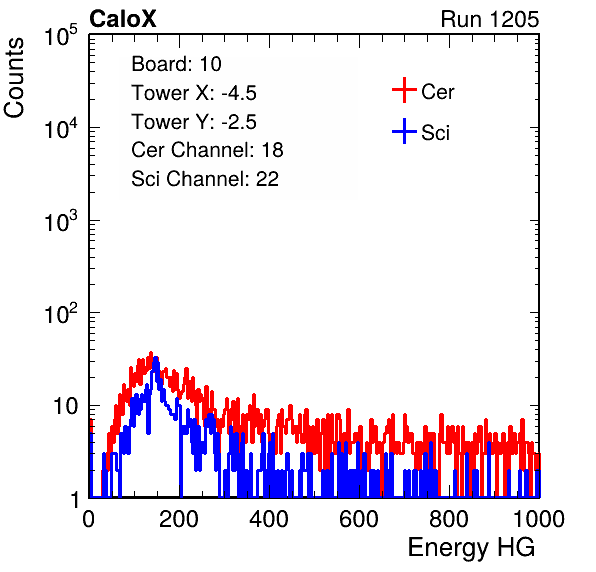 CaloX Run 1205
Counts
10^5
10^4
10^3
10^2
10
1
Board: 10
Tower X: -4.5
Tower Y: -2.5
Cer Channel: 18
Sci Channel: 22
Cer
Sci
0 200 400 600 800 1000
Energy HG